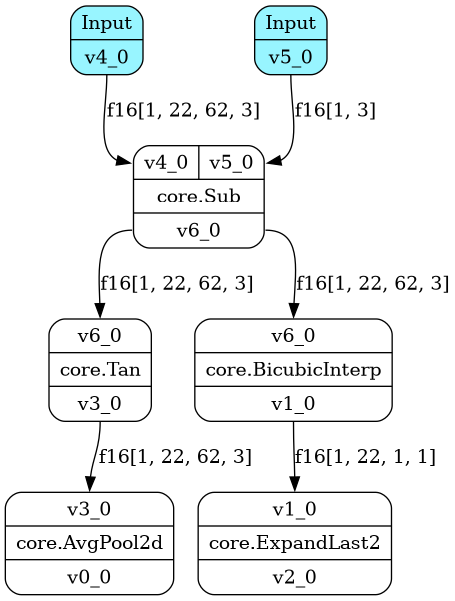 Input
v4_0
Input
v5_0
f16[1, 22, 62, 3]
f16[1, 3]
v4_0 v5_0
core.Sub
v6_0
f16[1, 22, 62, 3]
f16[1, 22, 62, 3]
v6_0
core.Tan
v3_0
v6_0
core.BicubicInterp
v1_0
f16[1, 22, 62, 3]
f16[1, 22, 1, 1]
v3_0
core.AvgPool2d
v0_0
v1_0
core.ExpandLast2
v2_0